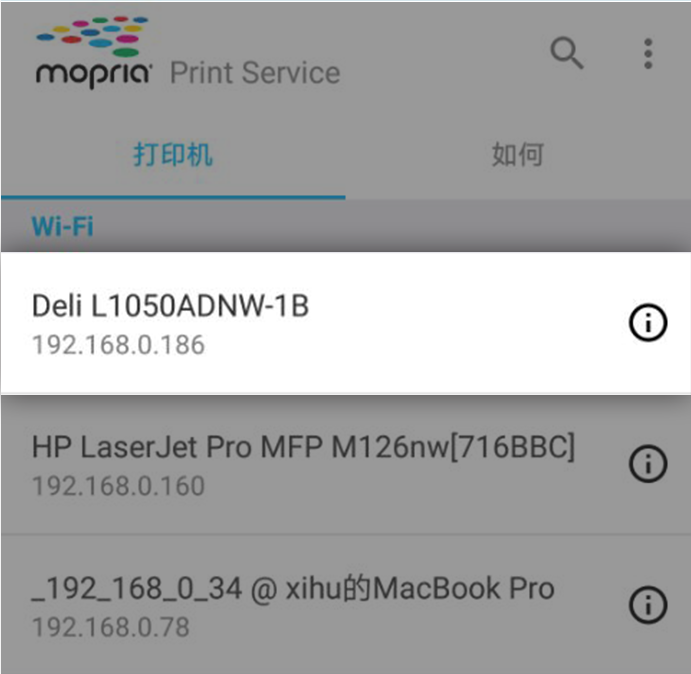 mopria Print Service
打印机 如何
Wi-Fi
Deli L1050ADNW-1B
192.168.0.186
HP LaserJet Pro MFP M126nw[716BBC]
192.168.0.160
_192_168_0_34 @ xihu的MacBook Pro
192.168.0.78